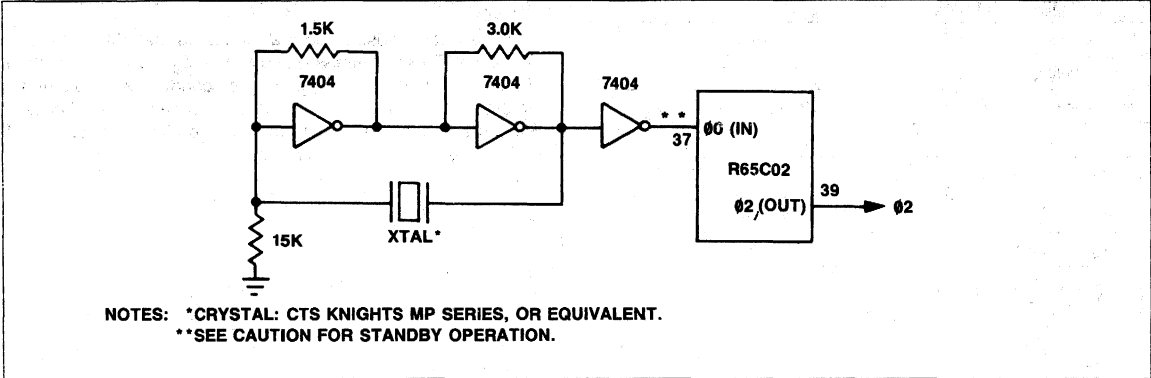 1.5K
3.0K
7404
7404
7404
* *
37
Ø0 (IN)
R65C02
Ø2 (OUT)
39
Ø2
XTAL*
15K
NOTES: *CRYSTAL: CTS KNIGHTS MP SERIES, OR EQUIVALENT.
**SEE CAUTION FOR STANDBY OPERATION.